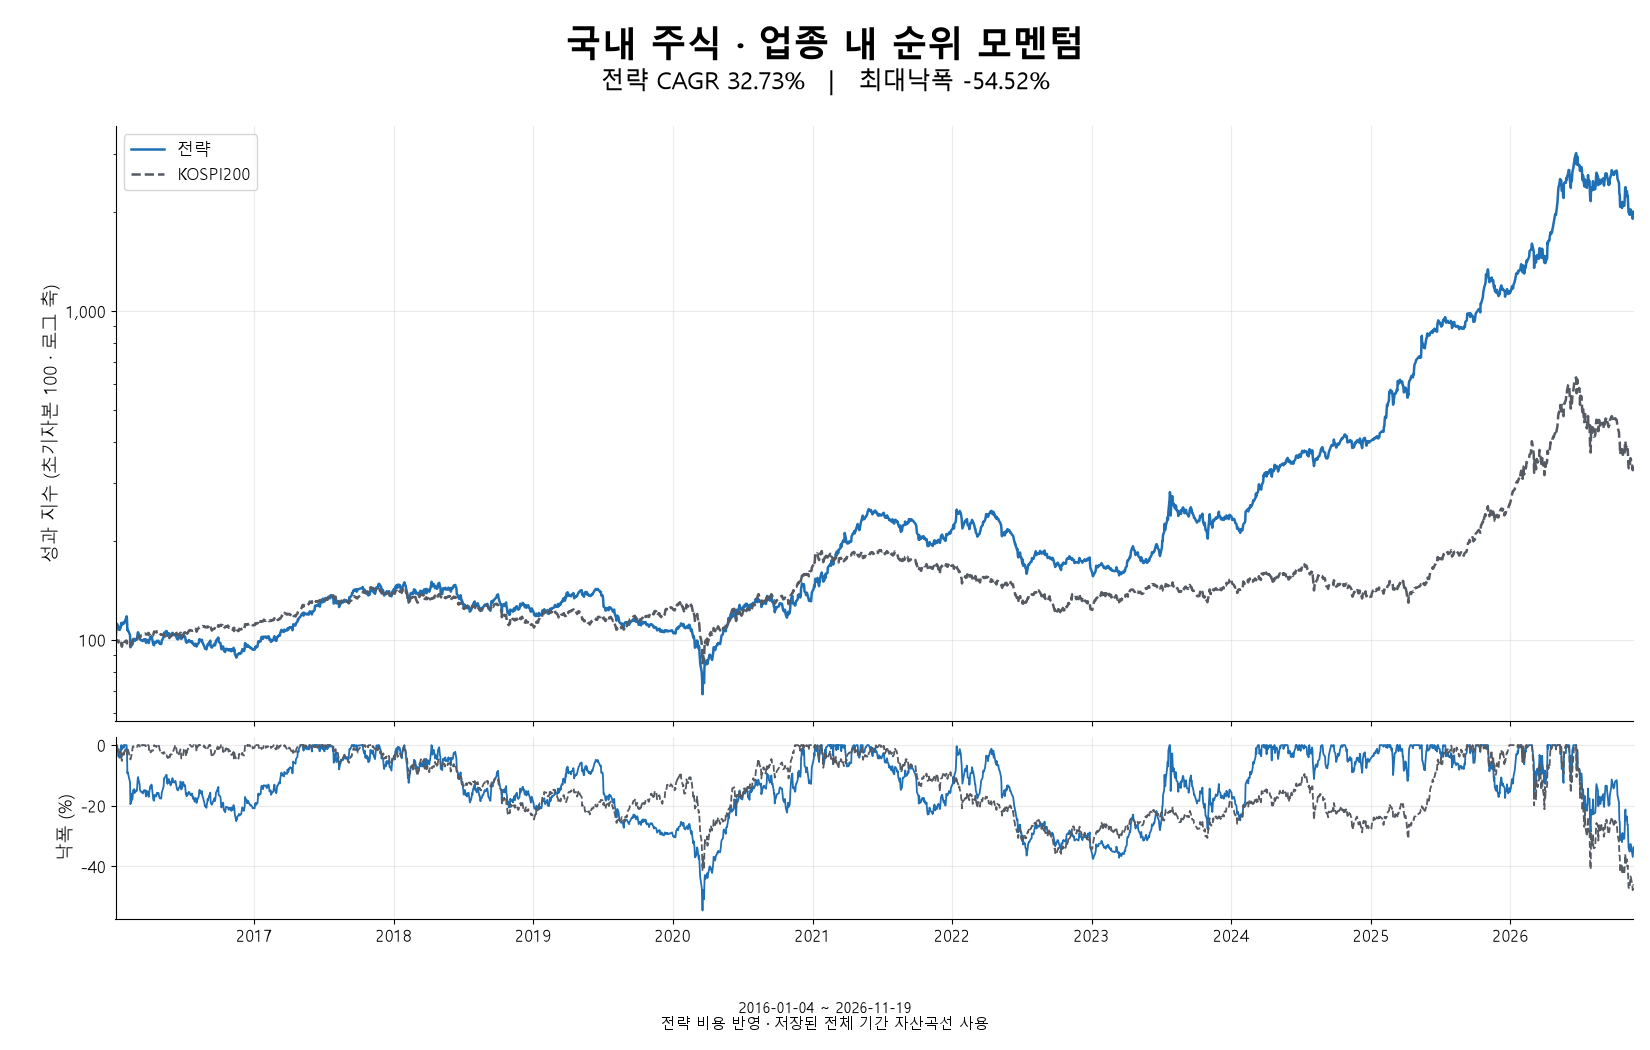 국내 주식 · 업종 내 순위 모멘텀
전략 CAGR 32.73% | 최대낙폭 -54.52%
전략
KOSPI200
성과 지수 (초기자본 100 · 로그 축)
1,000
100
낙폭 (%)
0
-20
-40
2017 2018 2019 2020 2021 2022 2023 2024 2025 2026
2016-01-04 ~ 2026-11-19
전략 비용 반영 · 저장된 전체 기간 자산곡선 사용